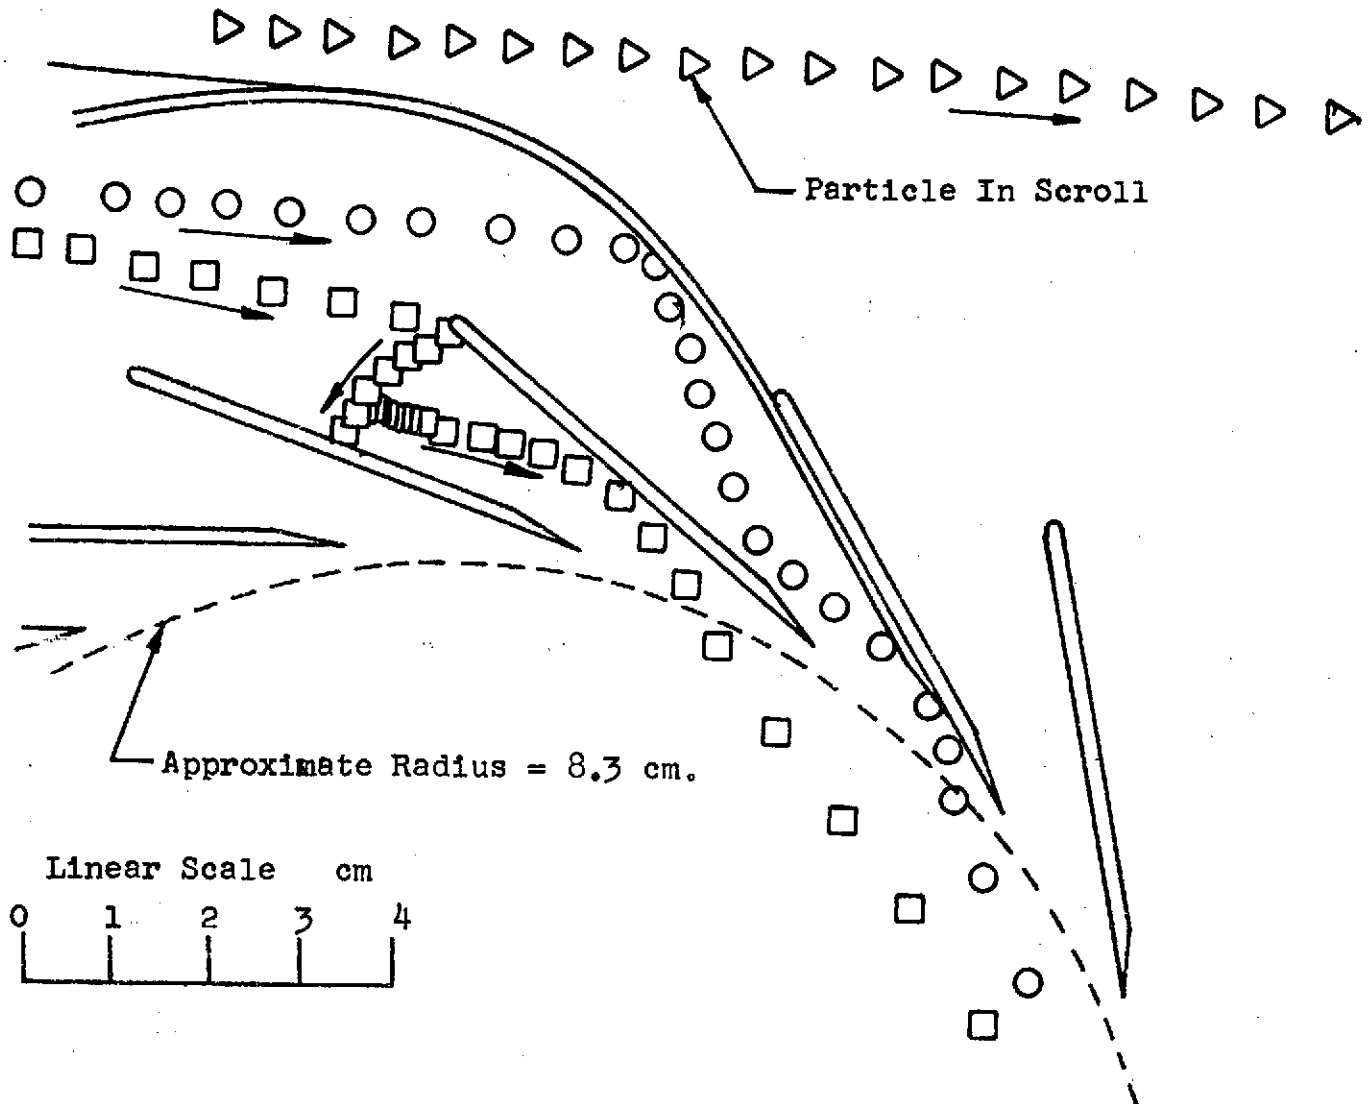 Particle In Scroll
Approximate Radius = 8.3 cm.
Linear Scale cm
0 1 2 3 4